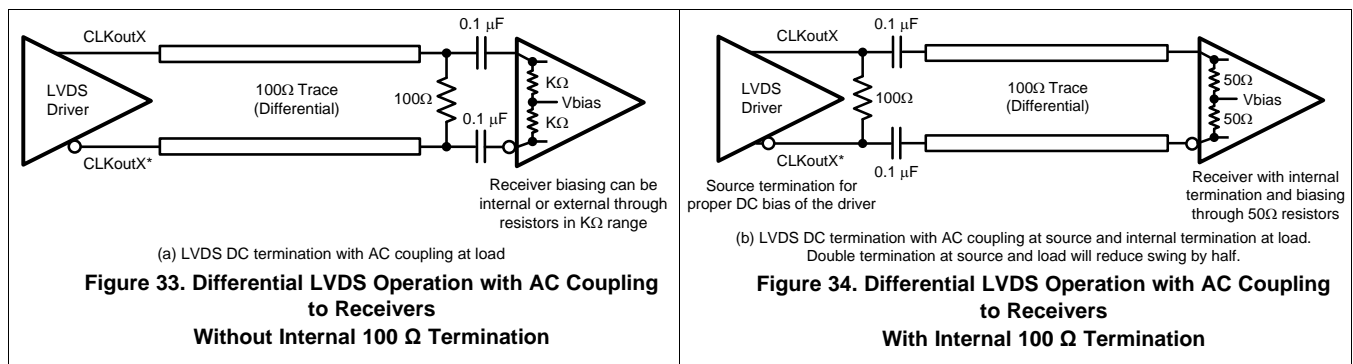 CLKoutX
0.1 μF
LVDS
Driver
100Ω Trace
(Differential)
100Ω
KΩ
Vbias
KΩ
0.1 μF
CLKoutX*
Receiver biasing can be
internal or external through
resistors in KΩ range
(a) LVDS DC termination with AC coupling at load
Figure 33. Differential LVDS Operation with AC Coupling
to Receivers
Without Internal 100 Ω Termination
0.1 μF
CLKoutX
LVDS
Driver
100Ω
100Ω Trace
(Differential)
50Ω
Vbias
50Ω
CLKoutX*
0.1 μF
Source termination for
proper DC bias of the driver
Receiver with internal
termination and biasing
through 50Ω resistors
(b) LVDS DC termination with AC coupling at source and internal termination at load.
Double termination at source and load will reduce swing by half.
Figure 34. Differential LVDS Operation with AC Coupling
to Receivers
With Internal 100 Ω Termination